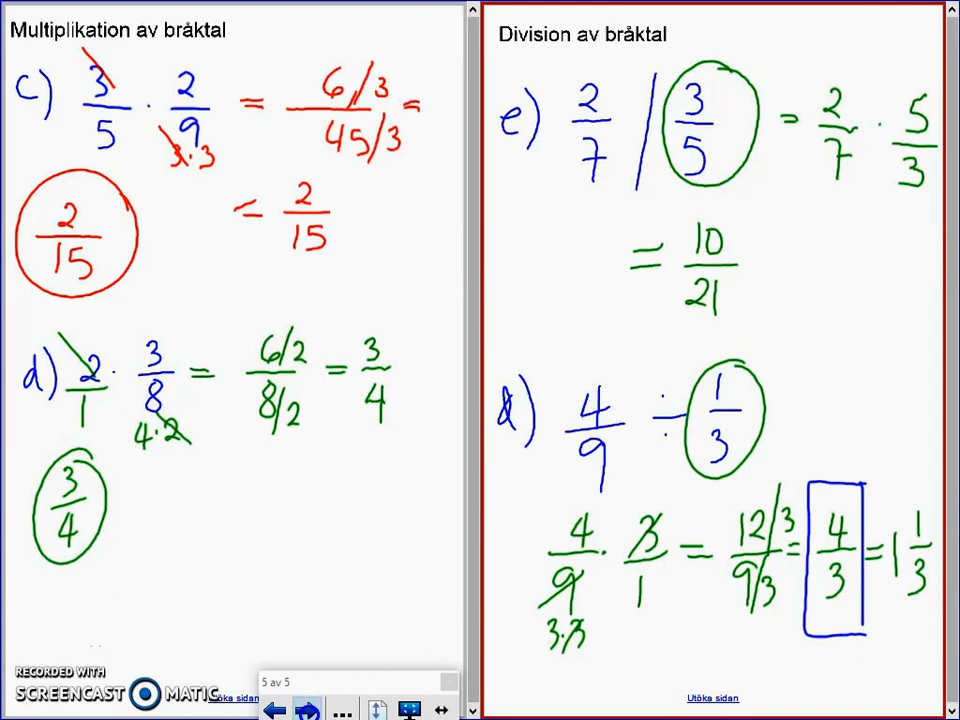 Multiplikation av bråktal
c) 3/5 · 2/9 = 6/3 / 45/3 =
3·3
2/15
= 2/15
d) 2/1 · 3/8 = 6/2 / 8/2 = 3/4
4·2
3/4
RECORDED WITH
SCREENCAST MATIC
Utöka sidan
5 av 5
...
Division av bråktal
e) 2/7 / 3/5 = 2/7 · 5/3
= 10/21
4/9 ÷ 1/3
4/9 · 3/1 = 12/3 / 9/3 = 4/3 = 1 1/3
3·3
Utöka sidan